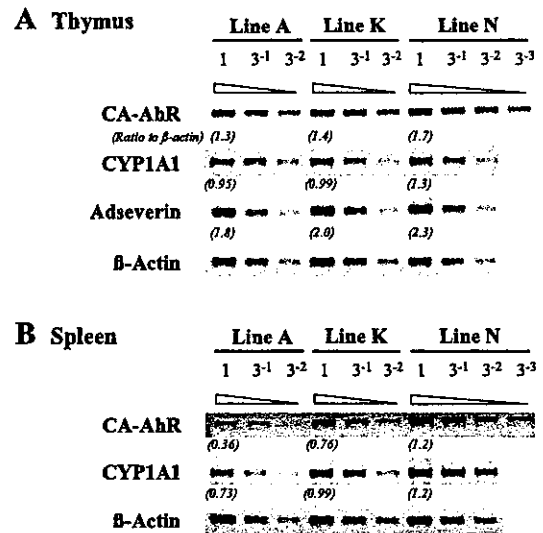 A Thymus
Line A Line K Line N
1 3-1 3-2 1 3-1 3-2 1 3-1 3-2 3-3
CA-AhR
(Ratio to β-actin) (1.3) (1.4) (1.7)
CYP1A1
(0.95) (0.99) (1.3)
Adseverin
(1.8) (2.0) (2.3)
ß-Actin
B Spleen
Line A Line K Line N
1 3-1 3-2 1 3-1 3-2 1 3-1 3-2 3-3
CA-AhR
(0.36) (0.76) (1.2)
CYP1A1
(0.73) (0.99) (1.2)
ß-Actin